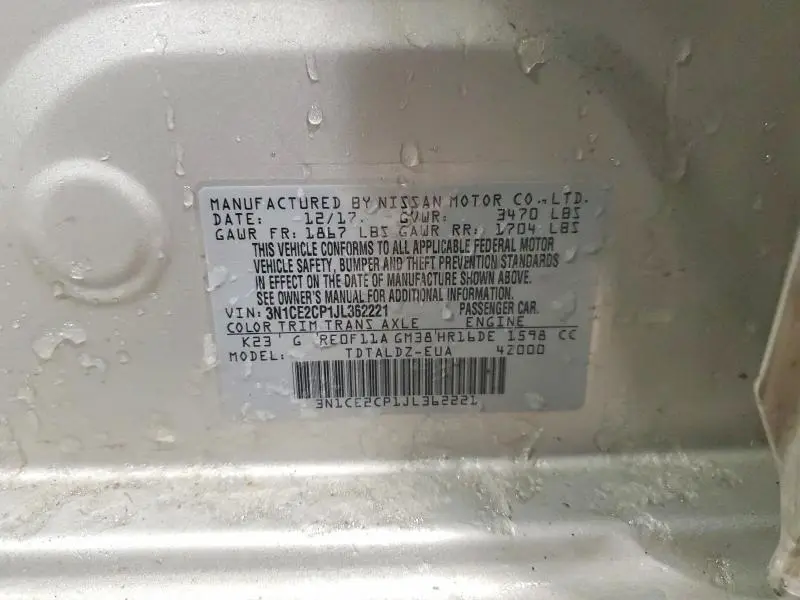 MANUFACTURED BY NISSAN MOTOR CO., LTD.
DATE: 12/17. GVWR: 3470 LBS
GAWR FR: 1867 LBS GAWR RR: 1704 LBS
THIS VEHICLE CONFORMS TO ALL APPLICABLE FEDERAL MOTOR
VEHICLE SAFETY, BUMPER AND THEFT PREVENTION STANDARDS
IN EFFECT ON THE DATE OF MANUFACTURE SHOWN ABOVE.
SEE OWNER'S MANUAL FOR ADDITIONAL INFORMATION.
VIN: 3N1CE2CP1JL362221 PASSENGER CAR.
COLOR TRIM TRANS AXLE ENGINE
K23 G RE0F11A GM38 HR16DE 1598 CC
MODEL: TDTALDZ-EUA 42000
3N1CE2CP1JL362221